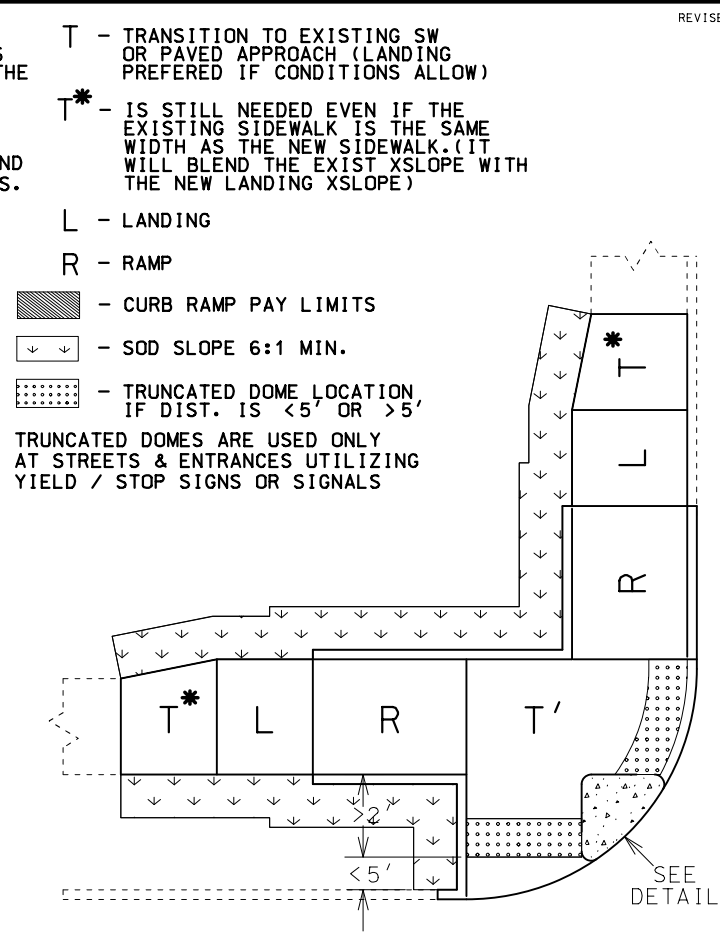 REVISE
S
THE
ND
S.
T - TRANSITION TO EXISTING SW
OR PAVED APPROACH (LANDING
PREFERED IF CONDITIONS ALLOW)
T* - IS STILL NEEDED EVEN IF THE
EXISTING SIDEWALK IS THE SAME
WIDTH AS THE NEW SIDEWALK.(IT
WILL BLEND THE EXIST XSLOPE WITH
THE NEW LANDING XSLOPE)
L - LANDING
R - RAMP
- CURB RAMP PAY LIMITS
- SOD SLOPE 6:1 MIN.
- TRUNCATED DOME LOCATION
IF DIST. IS <5' OR >5'
TRUNCATED DOMES ARE USED ONLY
AT STREETS & ENTRANCES UTILIZING
YIELD / STOP SIGNS OR SIGNALS
T*
L
R
T* L R T'
>2'
<5'
SEE
DETAIL